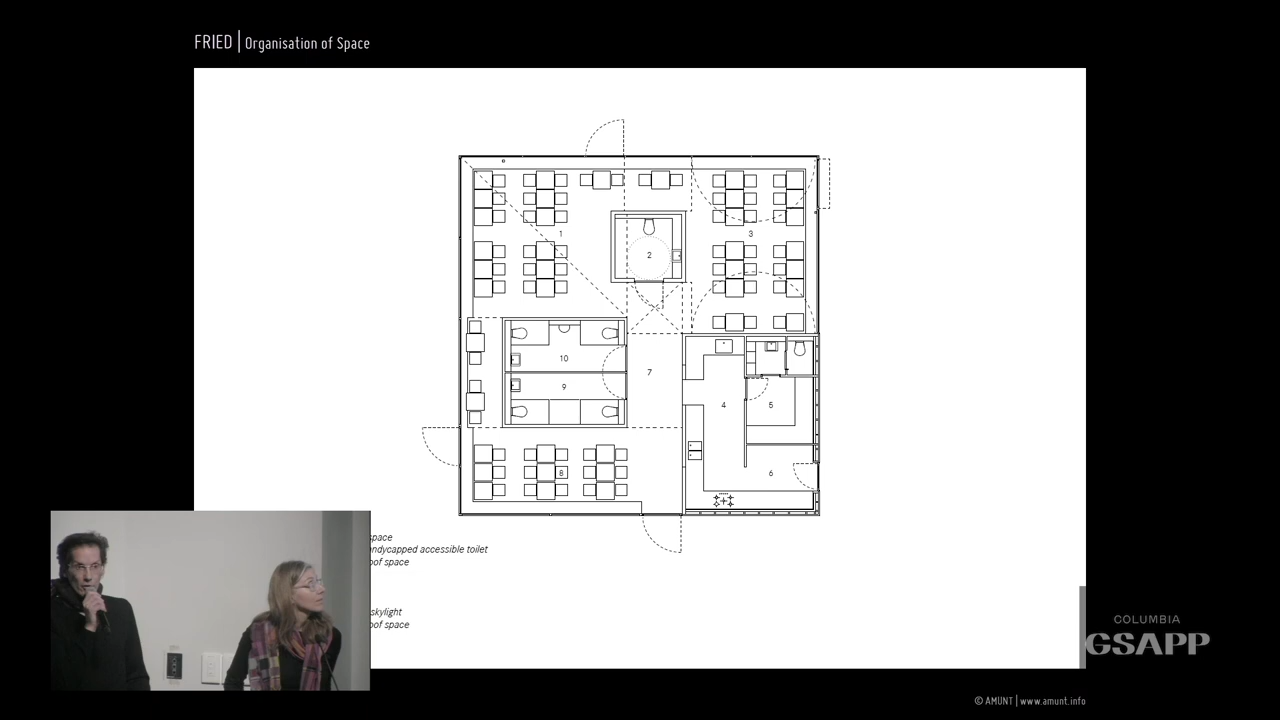 FRIED | Organisation of Space
1
2
3
10
7
9
4
5
8
6
space
andycapped accessible toilet
oof space
skylight
oof space
COLUMBIA
GSAPP
© AMUNT | www.amunt.info